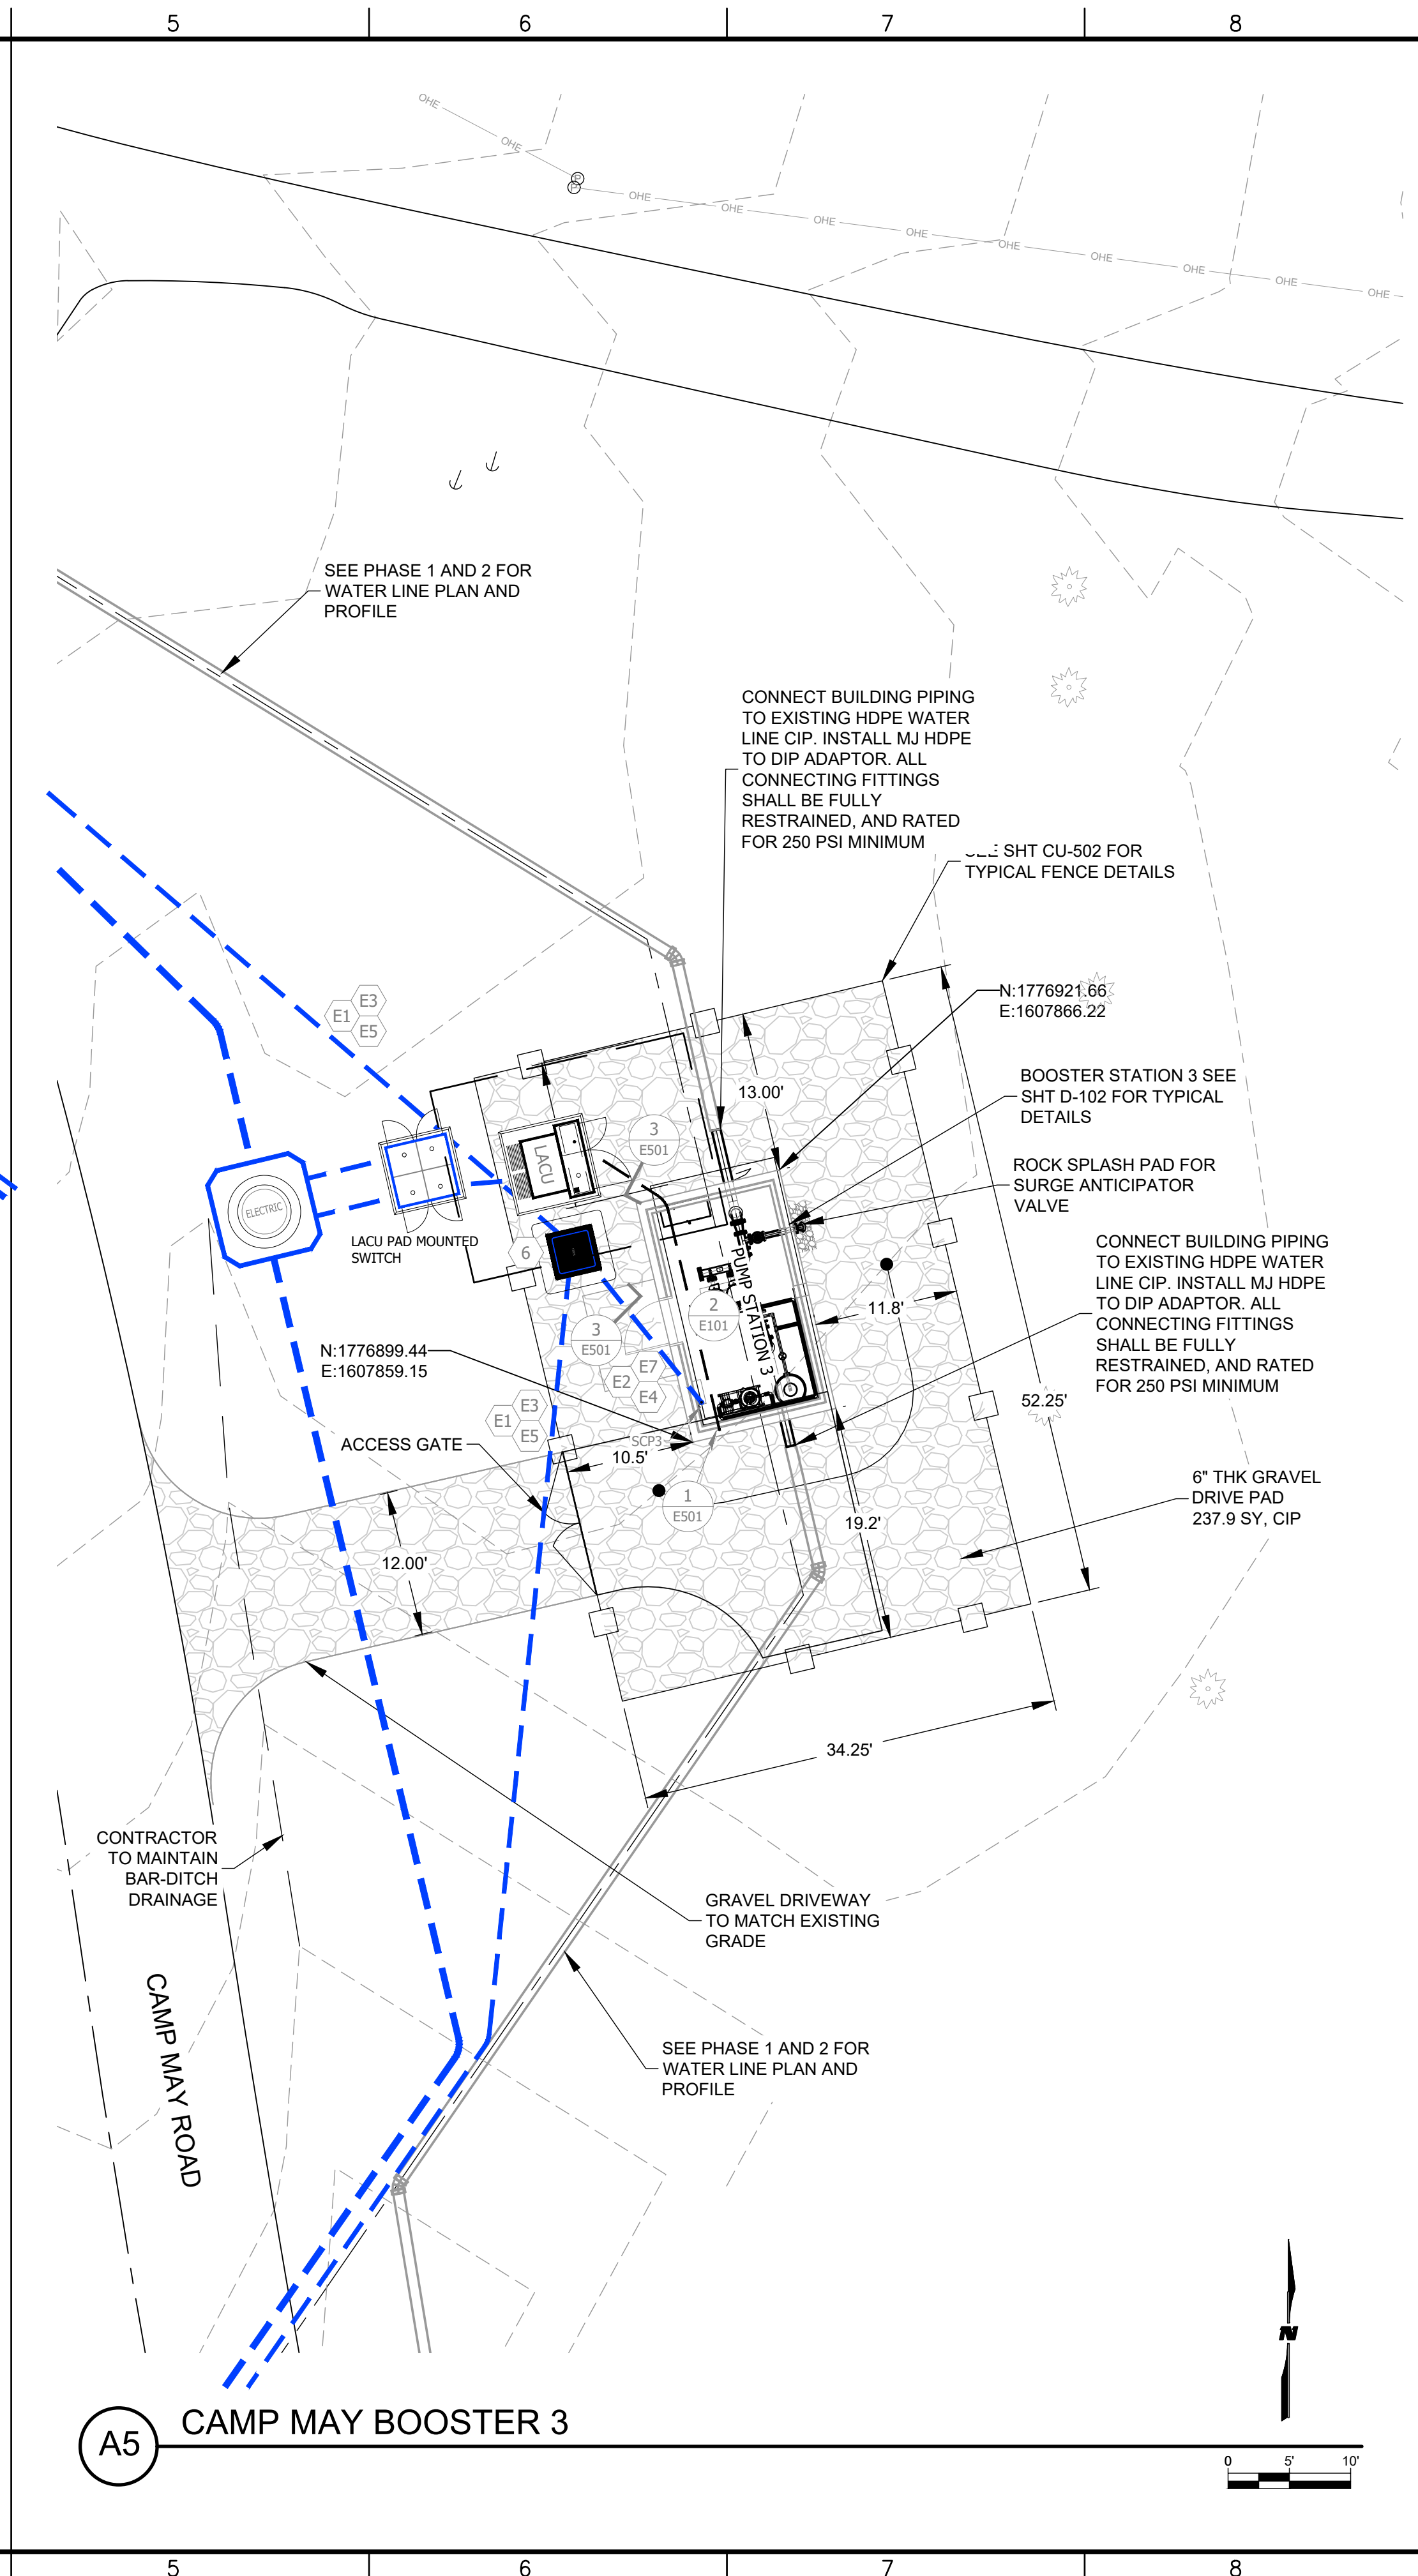 5
6
7
8
OHE
OHE
P
P
OHE
OHE
OHE
OHE
OHE
OHE
OHE
OHE
OHE
SEE PHASE 1 AND 2 FOR
WATER LINE PLAN AND
PROFILE
CONNECT BUILDING PIPING
TO EXISTING HDPE WATER
LINE CIP. INSTALL MJ HDPE
TO DIP ADAPTOR. ALL
CONNECTING FITTINGS
SHALL BE FULLY
RESTRAINED, AND RATED
FOR 250 PSI MINIMUM
SEE SHT CU-502 FOR
TYPICAL FENCE DETAILS
N:1776921.66
E:1607866.22
E3
E1
E5
13.00'
BOOSTER STATION 3 SEE
SHT D-102 FOR TYPICAL
DETAILS
3
E501
LACU
ROCK SPLASH PAD FOR
SURGE ANTICIPATOR
VALVE
ELECTRIC
LACU PAD MOUNTED
SWITCH
6
CONNECT BUILDING PIPING
TO EXISTING HDPE WATER
LINE CIP. INSTALL MJ HDPE
TO DIP ADAPTOR. ALL
CONNECTING FITTINGS
SHALL BE FULLY
RESTRAINED, AND RATED
FOR 250 PSI MINIMUM
PUMP STATION 3
2
E101
11.8'
3
E501
N:1776899.44
E:1607859.15
E7
E2
E4
52.25'
E3
E1
E5
ACCESS GATE
SCP3
10.5'
1
E501
19.2'
6" THK GRAVEL
DRIVE PAD
237.9 SY, CIP
12.00'
34.25'
CONTRACTOR
TO MAINTAIN
BAR-DITCH
DRAINAGE
GRAVEL DRIVEWAY
TO MATCH EXISTING
GRADE
CAMP MAY ROAD
SEE PHASE 1 AND 2 FOR
WATER LINE PLAN AND
PROFILE
N
A5
CAMP MAY BOOSTER 3
0
5'
10'
5
6
7
8